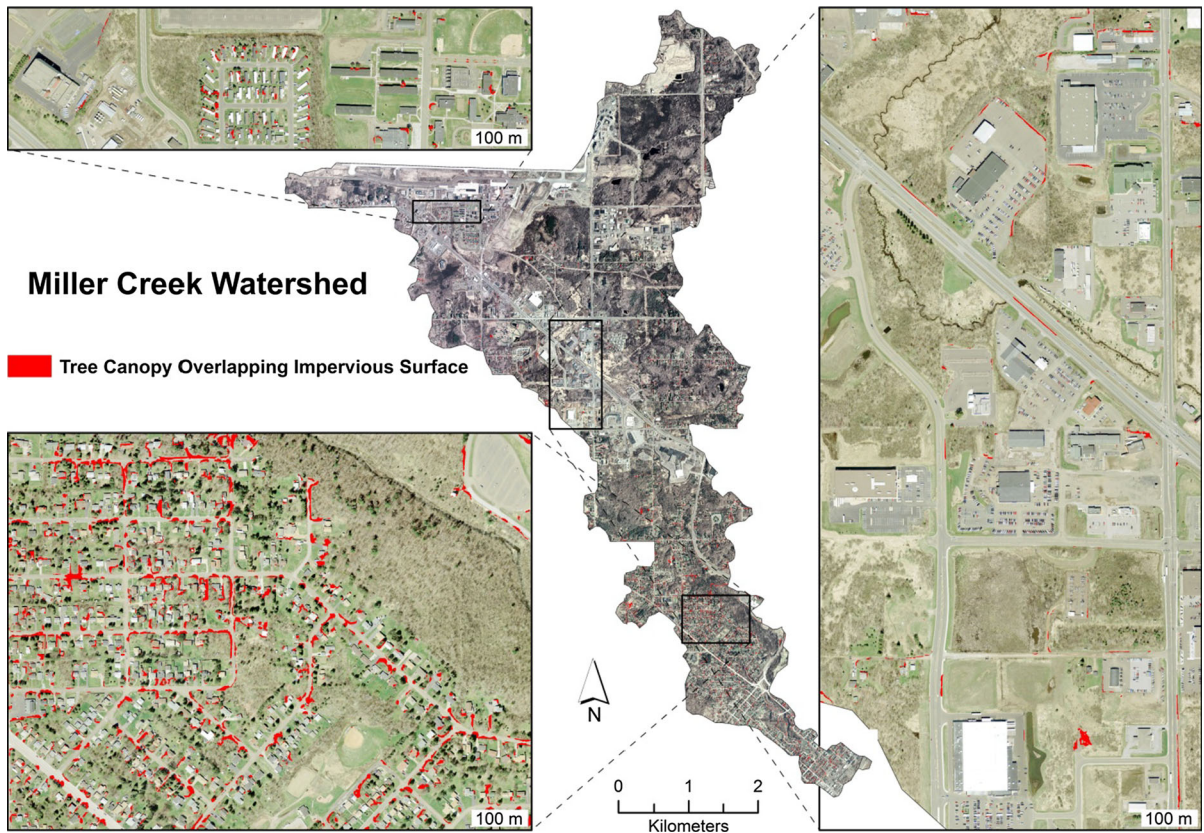 100 m
100 m
Miller Creek Watershed
Tree Canopy Overlapping Impervious Surface
N
0 1 2
Kilometers
100 m